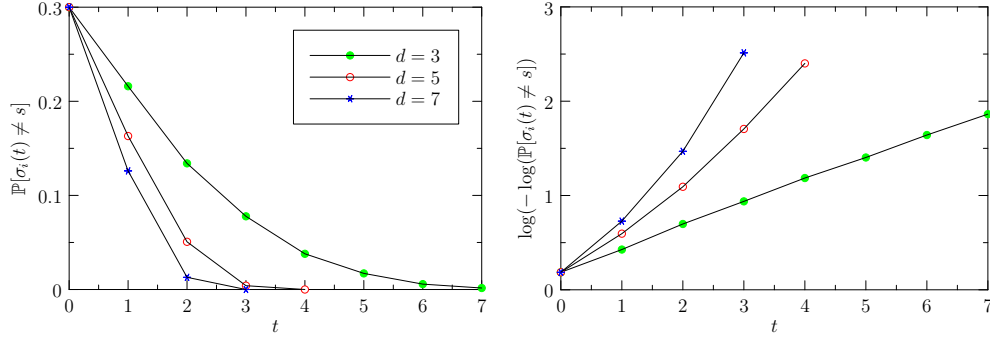 0.3
0.2
0.1
0
ℙ[σᵢ(t) ≠ s]
d = 3
d = 5
d = 7
0 1 2 3 4 5 6 7
t
3
2
1
0
log(− log(ℙ[σᵢ(t) ≠ s])
0 1 2 3 4 5 6 7
t